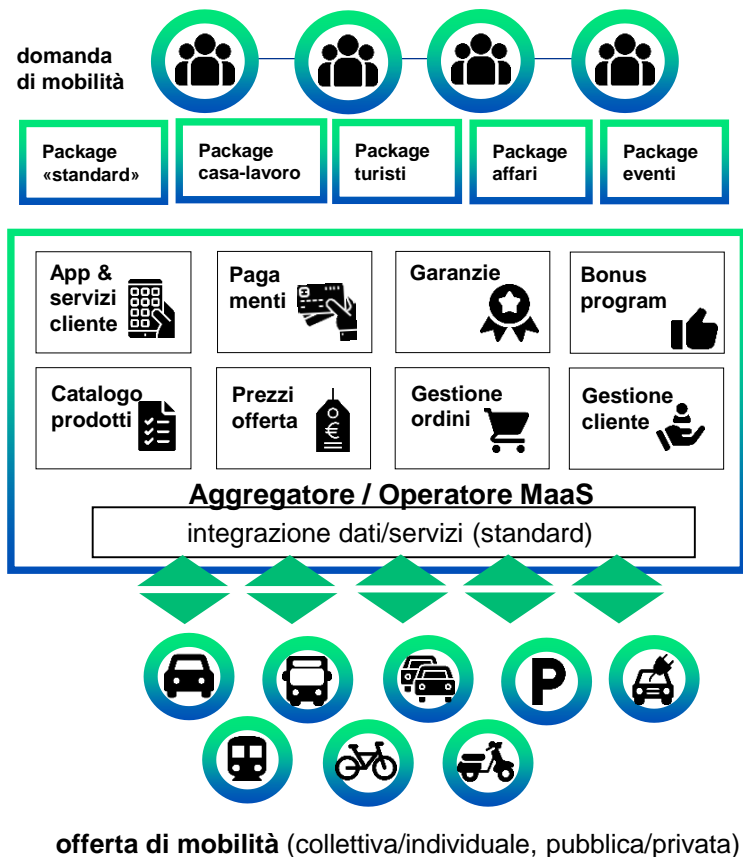 domanda
di mobilità
Package
«standard»
Package
casa-lavoro
Package
turisti
Package
affari
Package
eventi
App &
servizi
cliente
Paga
menti
Garanzie
Bonus
program
Catalogo
prodotti
Prezzi
offerta
€
Gestione
ordini
Gestione
cliente
Aggregatore / Operatore MaaS
integrazione dati/servizi (standard)
P
offerta di mobilità (collettiva/individuale, pubblica/privata)